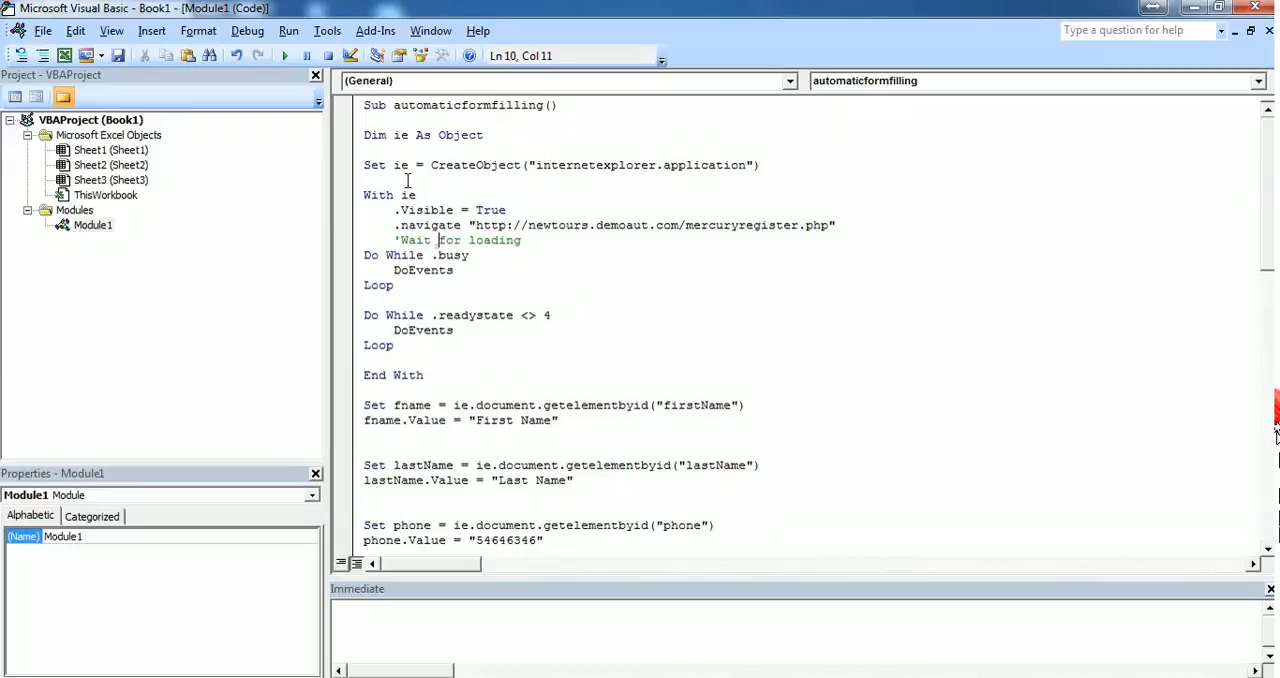 Microsoft Visual Basic - Book1 - [Module1 (Code)]
File Edit View Insert Format Debug Run Tools Add-Ins Window Help
Type a question for help
Ln 10, Col 11
Project - VBAProject
(General)
automaticformfilling
VBAProject (Book1)
Microsoft Excel Objects
Sheet1 (Sheet1)
Sheet2 (Sheet2)
Sheet3 (Sheet3)
ThisWorkbook
Modules
Module1
Sub automaticformfilling()
Dim ie As Object
Set ie = CreateObject("internetexplorer.application")
With ie
.Visible = True
.navigate "http://newtours.demoaut.com/mercuryregister.php"
'Wait for loading
Do While .busy
DoEvents
Loop
Do While .readystate <> 4
DoEvents
Loop
End With
Set fname = ie.document.getelementbyid("firstName")
fname.Value = "First Name"
Set lastName = ie.document.getelementbyid("lastName")
lastName.Value = "Last Name"
Set phone = ie.document.getelementbyid("phone")
phone.Value = "54646346"
Properties - Module1
Module1 Module
Alphabetic Categorized
(Name) Module1
Immediate